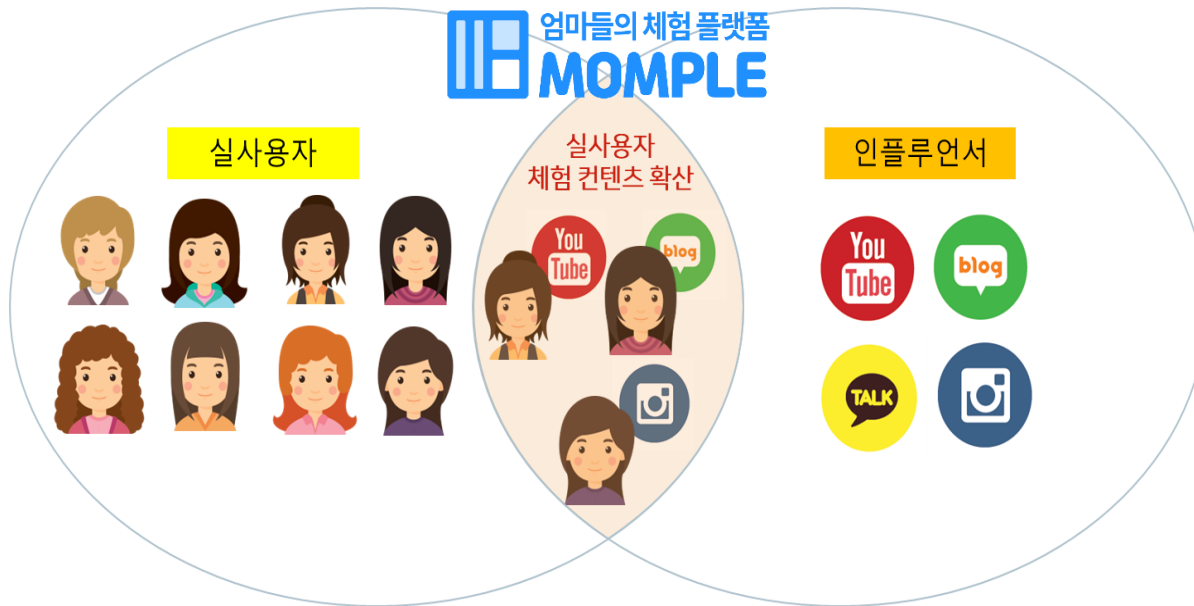 엄마들의 체험 플랫폼
MOMPLE
실사용자
실사용자
체험 컨텐츠 확산
인플루언서
You
Tube
blog
You
Tube
blog
TALK